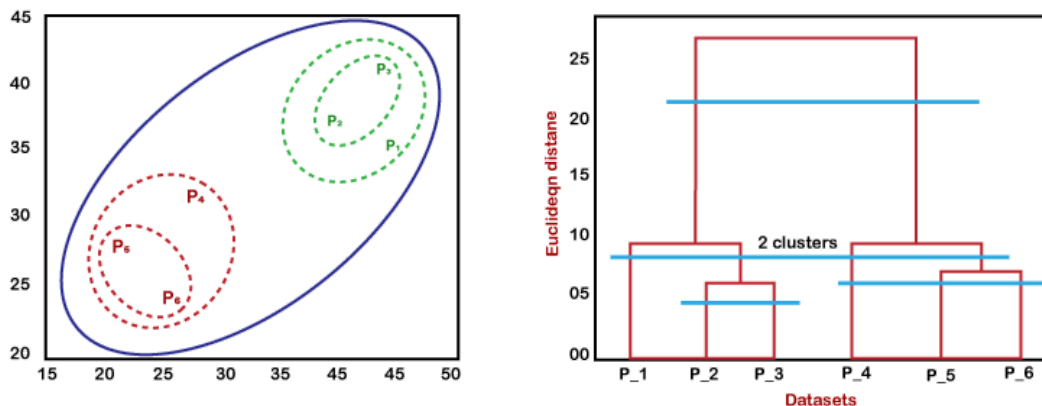 45
40
35
30
25
20
15 20 25 30 35 45 45 50
P₃
P₂
P₁
P₄
P₅
P₆
Euclideqn distane
25
20
15
10
05
00
2 clusters
P_1 P_2 P_3 P_4 P_5 P_6
Datasets